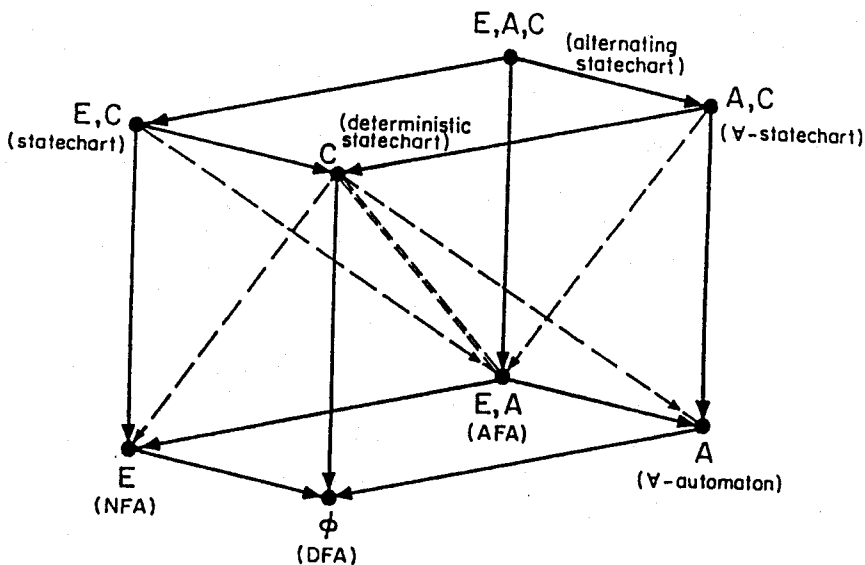 E,A,C
(alternating
statechart)
E,C
(statechart)
(deterministic
statechart)
C
A,C
(∀-statechart)
E,A
(AFA)
A
(∀-automaton)
E
(NFA)
ϕ
(DFA)